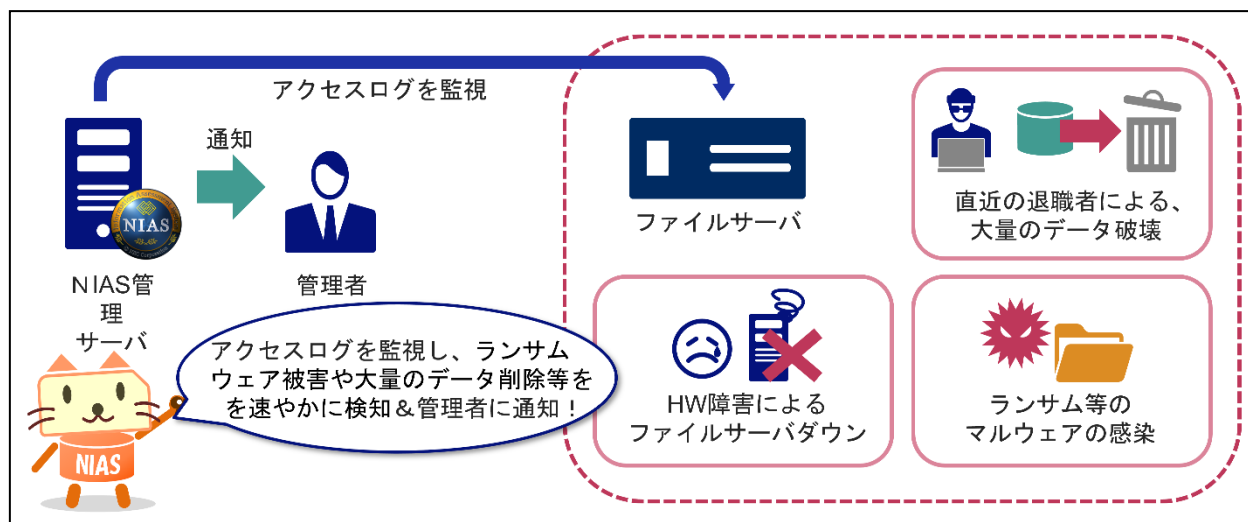 アクセスログを監視
通知
NIAS
NIAS管
理
サーバ
管理者
ファイルサーバ
直近の退職者による、
大量のデータ破壊
アクセスログを監視し、ランサム
ウェア被害や大量のデータ削除等を
を速やかに検知＆管理者に通知！
NIAS
HW障害による
ファイルサーバダウン
ランサム等の
マルウェアの感染